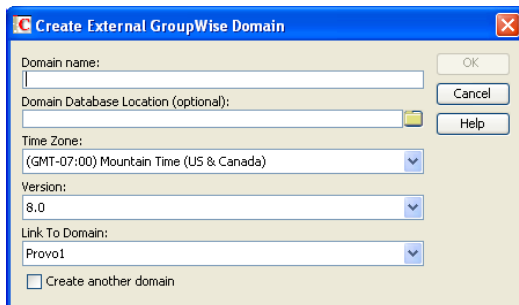 Create External GroupWise Domain
Domain name:
OK
Domain Database Location (optional):
Cancel
Help
Time Zone:
(GMT-07:00) Mountain Time (US & Canada)
Version:
8.0
Link To Domain:
Provo1
Create another domain